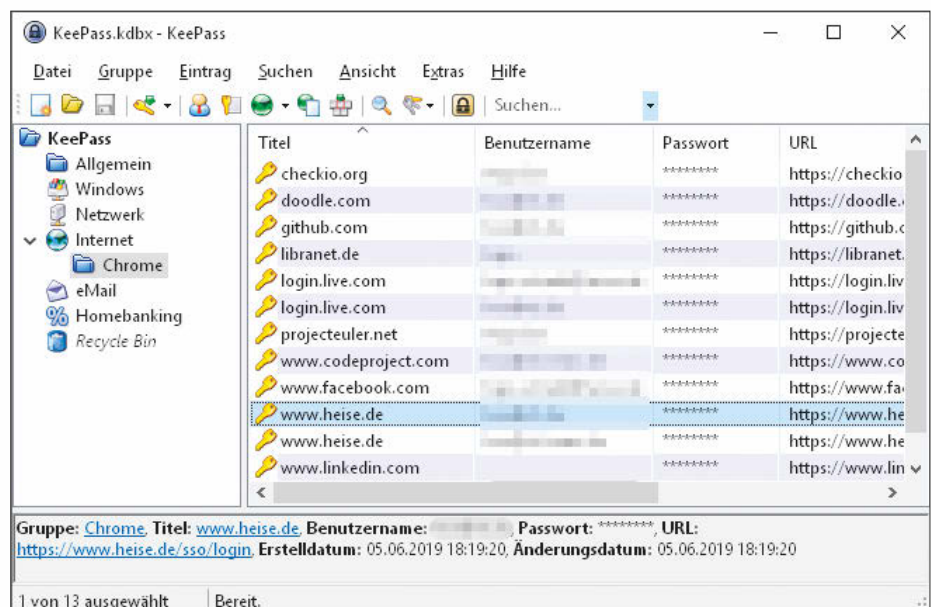 KeePass.kdbx - KeePass
Datei Gruppe Eintrag Suchen Ansicht Extras Hilfe
Suchen...
KeePass
Allgemein
Windows
Netzwerk
Internet
Chrome
eMail
Homebanking
Recycle Bin
Titel Benutzername Passwort URL
checkio.org ******** https://checkio
doodle.com ******** https://doodle.
github.com ******** https://github.c
libranet.de ******** https://libranet.
login.live.com ******** https://login.liv
login.live.com ******** https://login.liv
projecteuler.net ******** https://projecte
www.codeproject.com ******** https://www.co
www.facebook.com ******** https://www.fa
www.heise.de ******** https://www.he
www.heise.de ******** https://www.he
www.linkedin.com ******** https://www.lin
Gruppe: Chrome, Titel: www.heise.de, Benutzername: , Passwort: ********, URL:
https://www.heise.de/sso/login, Erstelldatum: 05.06.2019 18:19:20, Änderungsdatum: 05.06.2019 18:19:20
1 von 13 ausgewählt Bereit.